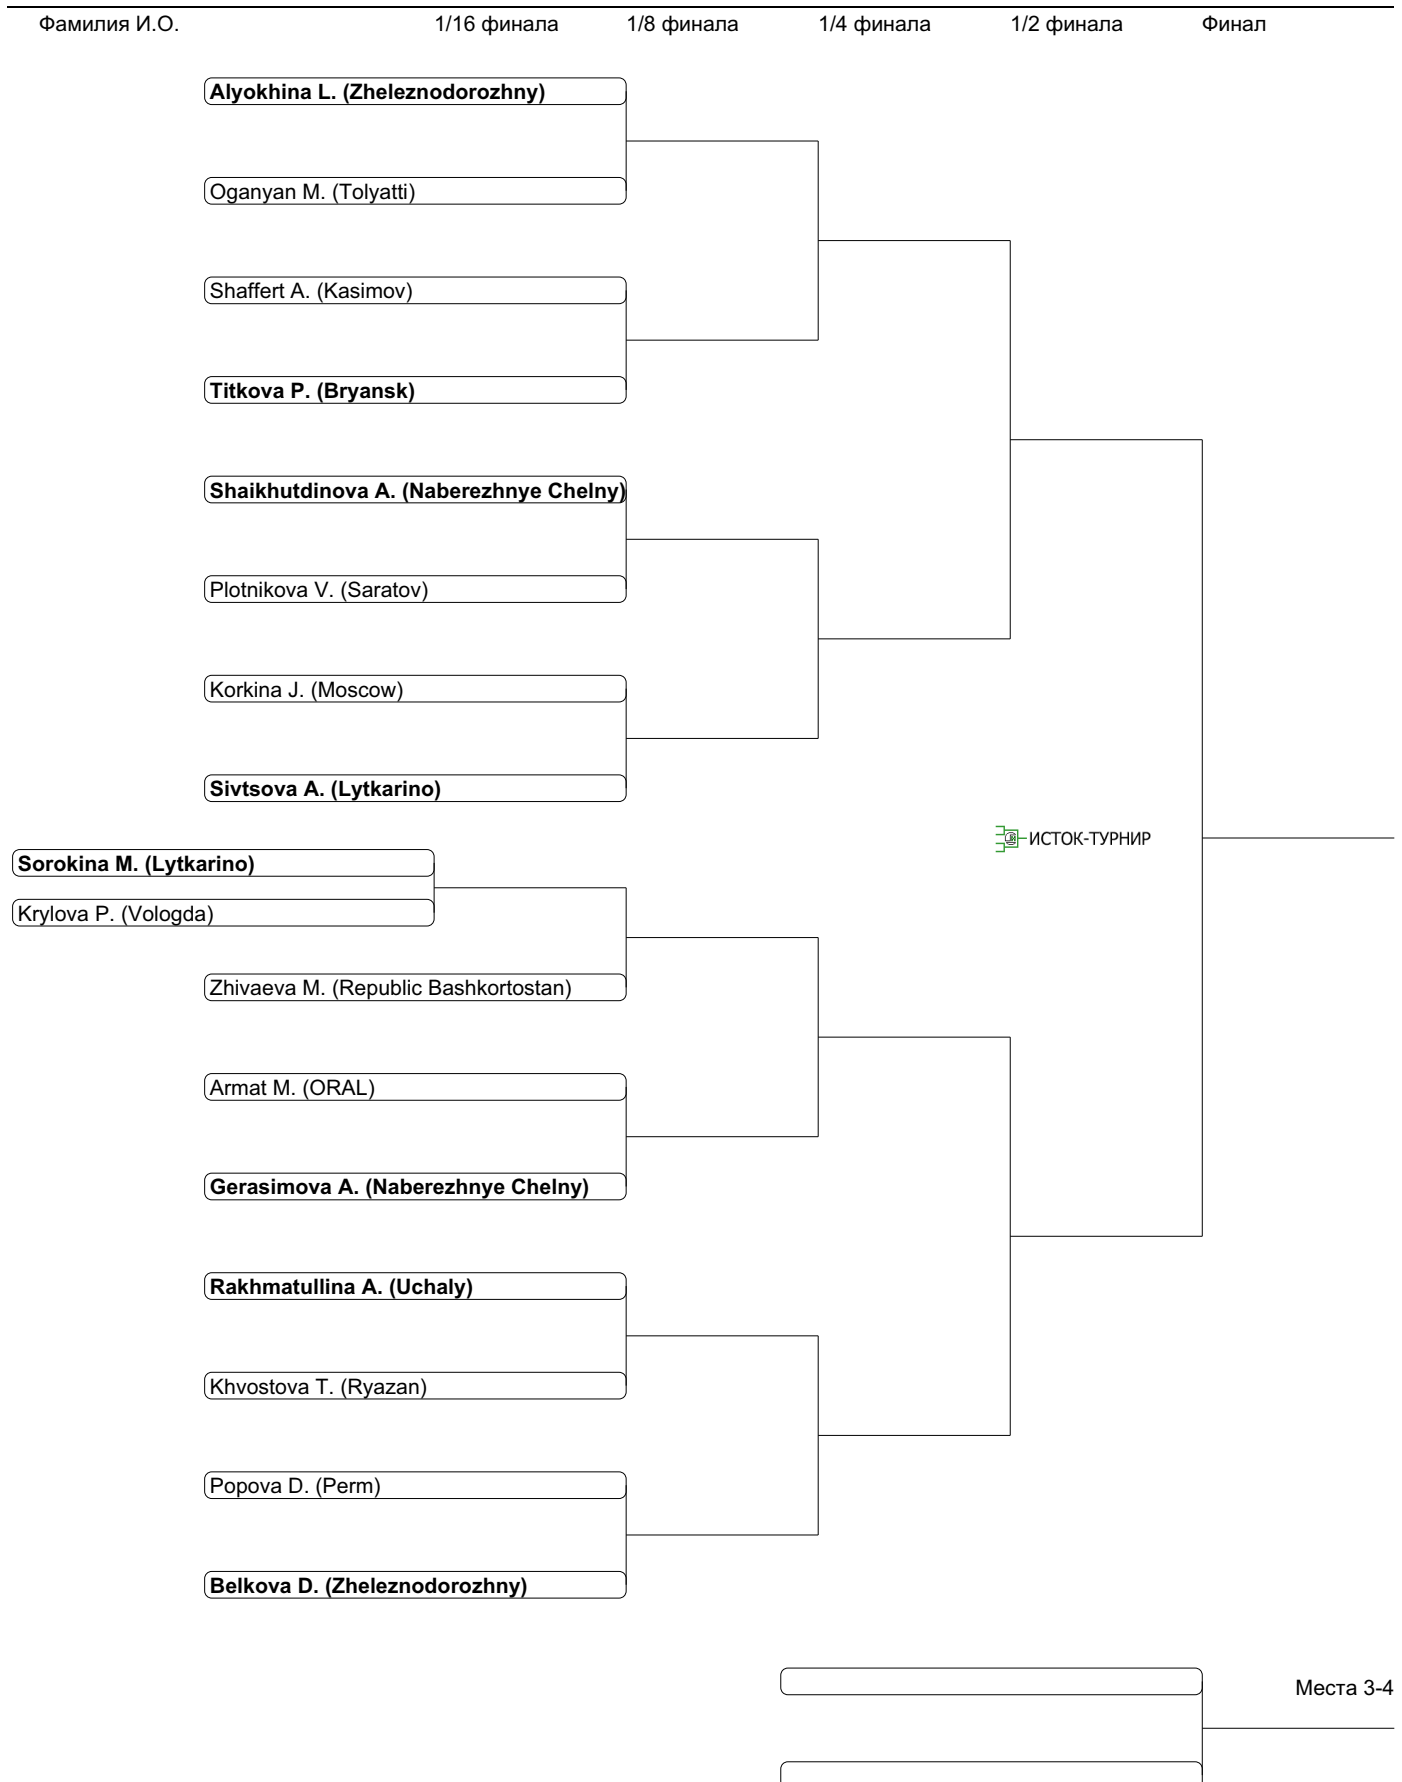 Фамилия И.О. 1/16 финала 1/8 финала 1/4 финала 1/2 финала Финал
Alyokhina L. (Zheleznodorozhny)
Oganyan M. (Tolyatti)
Shaffert A. (Kasimov)
Titkova P. (Bryansk)
Shaikhutdinova A. (Naberezhnye Chelny)
Plotnikova V. (Saratov)
Korkina J. (Moscow)
Sivtsova A. (Lytkarino)
ИСТОК-ТУРНИР
Sorokina M. (Lytkarino)
Krylova P. (Vologda)
Zhivaeva M. (Republic Bashkortostan)
Armat M. (ORAL)
Gerasimova A. (Naberezhnye Chelny)
Rakhmatullina A. (Uchaly)
Khvostova T. (Ryazan)
Popova D. (Perm)
Belkova D. (Zheleznodorozhny)
Места 3-4